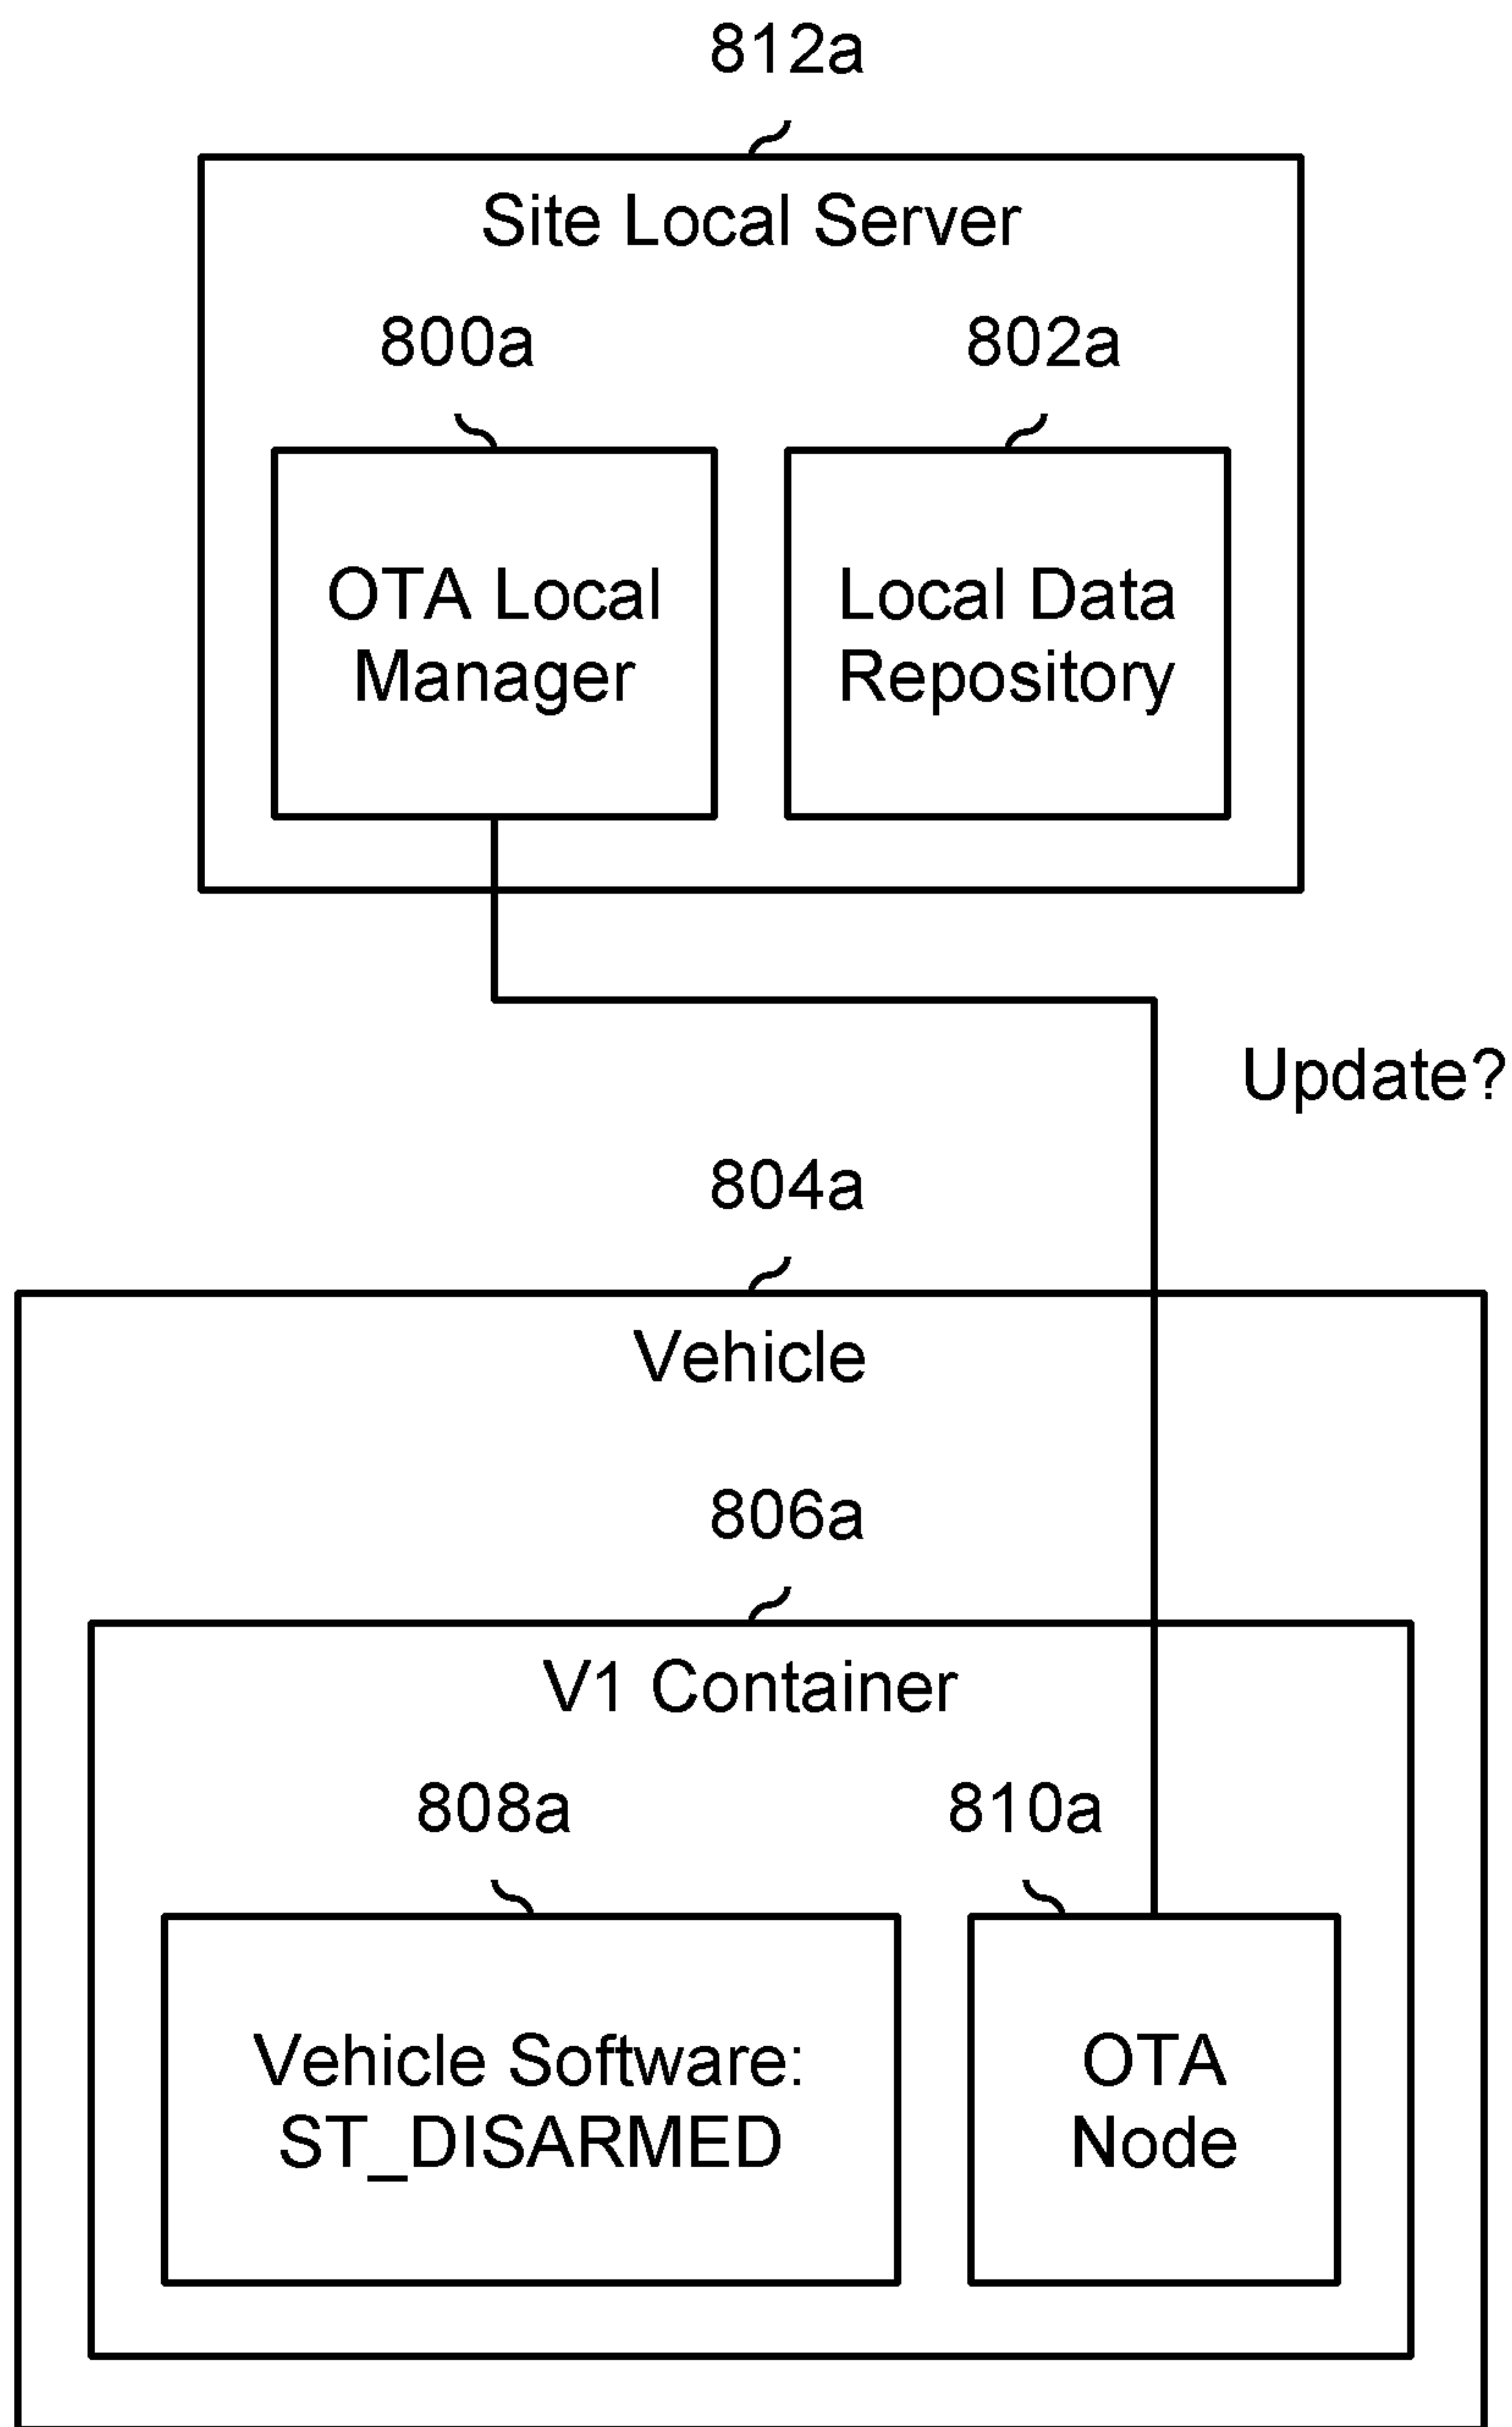 812a
Site Local Server
800a
802a
OTA Local
Manager
Local Data
Repository
Update?
804a
Vehicle
806a
V1 Container
808a
810a
Vehicle Software:
ST_DISARMED
OTA
Node